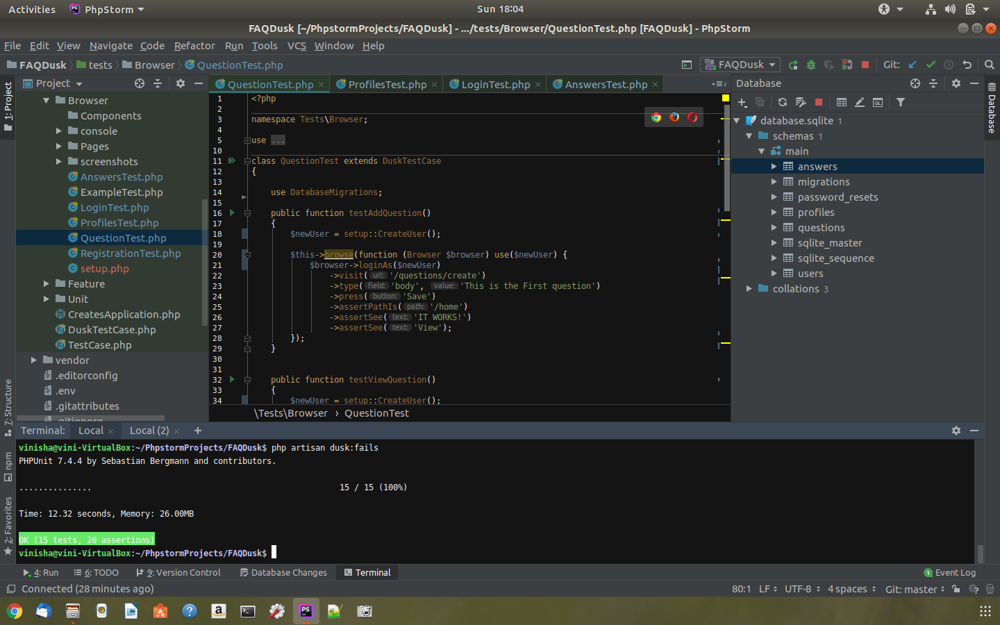 Activities PhpStorm Sun 18:04
FAQDusk [~/PhpstormProjects/FAQDusk] - .../tests/Browser/QuestionTest.php [FAQDusk] - PhpStorm
File Edit View Navigate Code Refactor Run Tools VCS Window Help
FAQDusk tests Browser QuestionTest.php FAQDusk Git:
1: Project
7: Structure
npm
2: Favorites
Project
Browser
Components
console
Pages
screenshots
AnswersTest.php
ExampleTest.php
LoginTest.php
ProfilesTest.php
QuestionTest.php
RegistrationTest.php
setup.php
Feature
Unit
CreatesApplication.php
DuskTestCase.php
TestCase.php
vendor
.editorconfig
.env
.gitattributes
.gitignore
QuestionTest.php ProfilesTest.php LoginTest.php AnswersTest.php
1 <?php
2
3 namespace Tests\Browser;
4
5 use ...
10
11 class QuestionTest extends DuskTestCase
12 {
13
14 use DatabaseMigrations;
15
16 public function testAddQuestion()
17 {
18 $newUser = setup::CreateUser();
19
20 $this->browse(function (Browser $browser) use($newUser) {
21 $browser->loginAs($newUser)
22 ->visit( url: '/questions/create')
23 ->type( field: 'body', value: 'This is the First question')
24 ->press( button: 'Save')
25 ->assertPathIs( path: '/home')
26 ->assertSee( text: 'IT WORKS!')
27 ->assertSee( text: 'View');
28 });
29 }
30
31
32 public function testViewQuestion()
33 {
34 $newUser = setup::CreateUser();
\Tests\Browser › QuestionTest
Database
QL
database.sqlite 1
schemas 1
main
answers
migrations
password_resets
profiles
questions
sqlite_master
sqlite_sequence
users
collations 3
Database
Terminal: Local Local (2)
vinisha@vini-VirtualBox:~/PhpstormProjects/FAQDusk$ php artisan dusk:fails
PHPUnit 7.4.4 by Sebastian Bergmann and contributors.
............... 15 / 15 (100%)
Time: 12.32 seconds, Memory: 26.00MB
OK (15 tests, 20 assertions)
vinisha@vini-VirtualBox:~/PhpstormProjects/FAQDusk$
4: Run 6: TODO 9: Version Control Database Changes Terminal 1 Event Log
Connected (28 minutes ago) 80:1 LF UTF-8 4 spaces Git: master